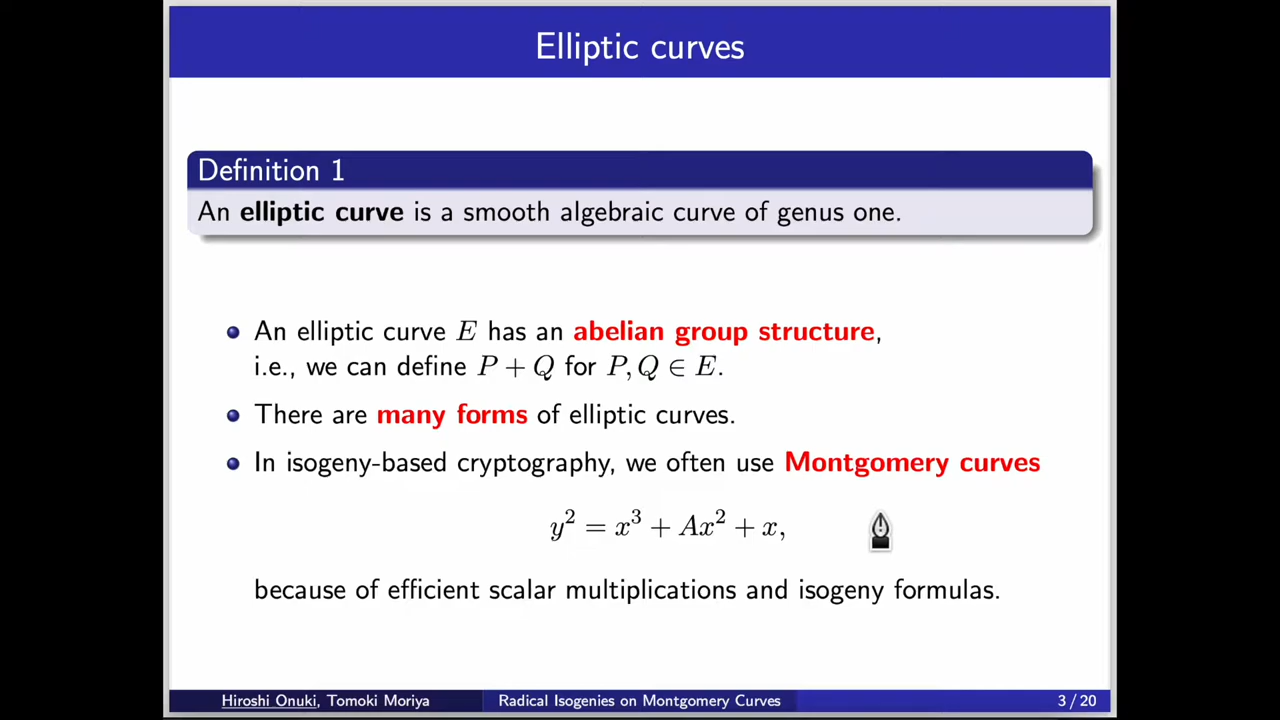 Elliptic curves
Definition 1
An elliptic curve is a smooth algebraic curve of genus one.
An elliptic curve E has an abelian group structure,
i.e., we can define P + Q for P, Q ∈ E.
There are many forms of elliptic curves.
In isogeny-based cryptography, we often use Montgomery curves
y² = x³ + Ax² + x,
because of efficient scalar multiplications and isogeny formulas.
Hiroshi Onuki, Tomoki Moriya Radical Isogenies on Montgomery Curves 3 / 20